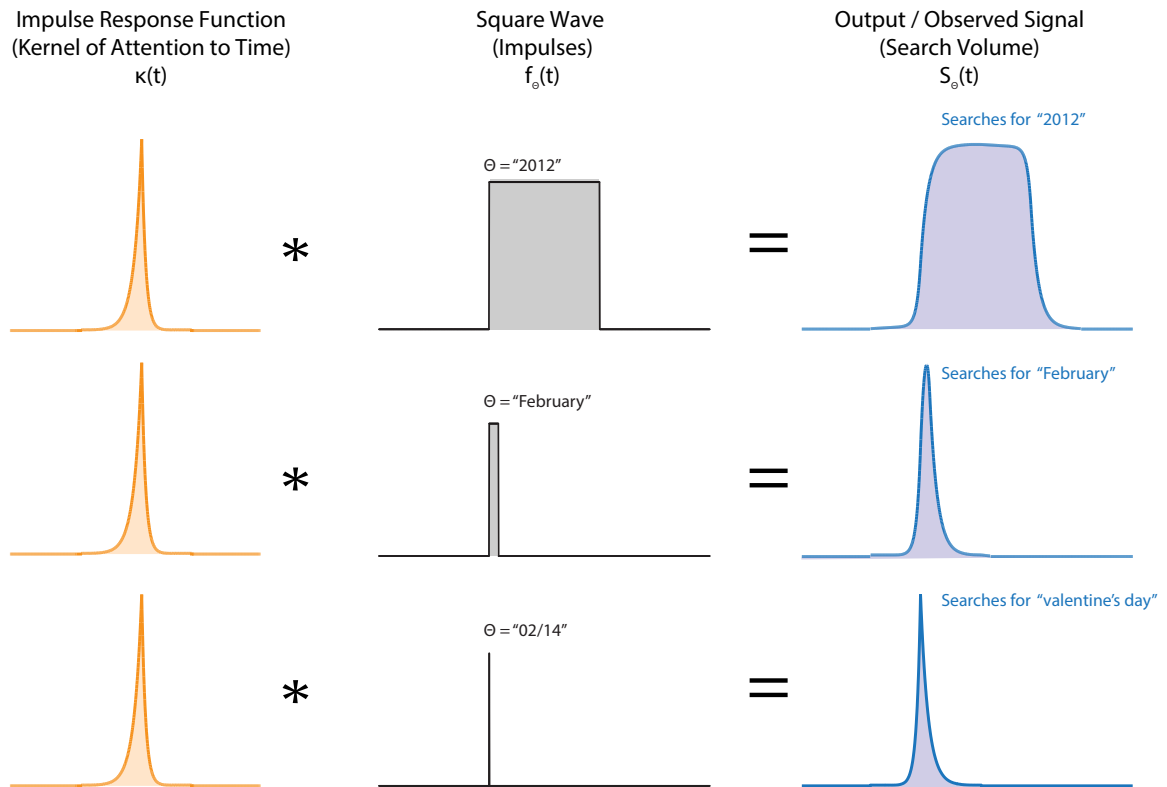 Impulse Response Function
(Kernel of Attention to Time)
κ(t)
Square Wave
(Impulses)
fΘ(t)
Output / Observed Signal
(Search Volume)
SΘ(t)
Θ = “2012”
*
=
Searches for “2012”
Θ = “February”
*
=
Searches for “February”
Θ = “02/14”
*
=
Searches for “valentine’s day”